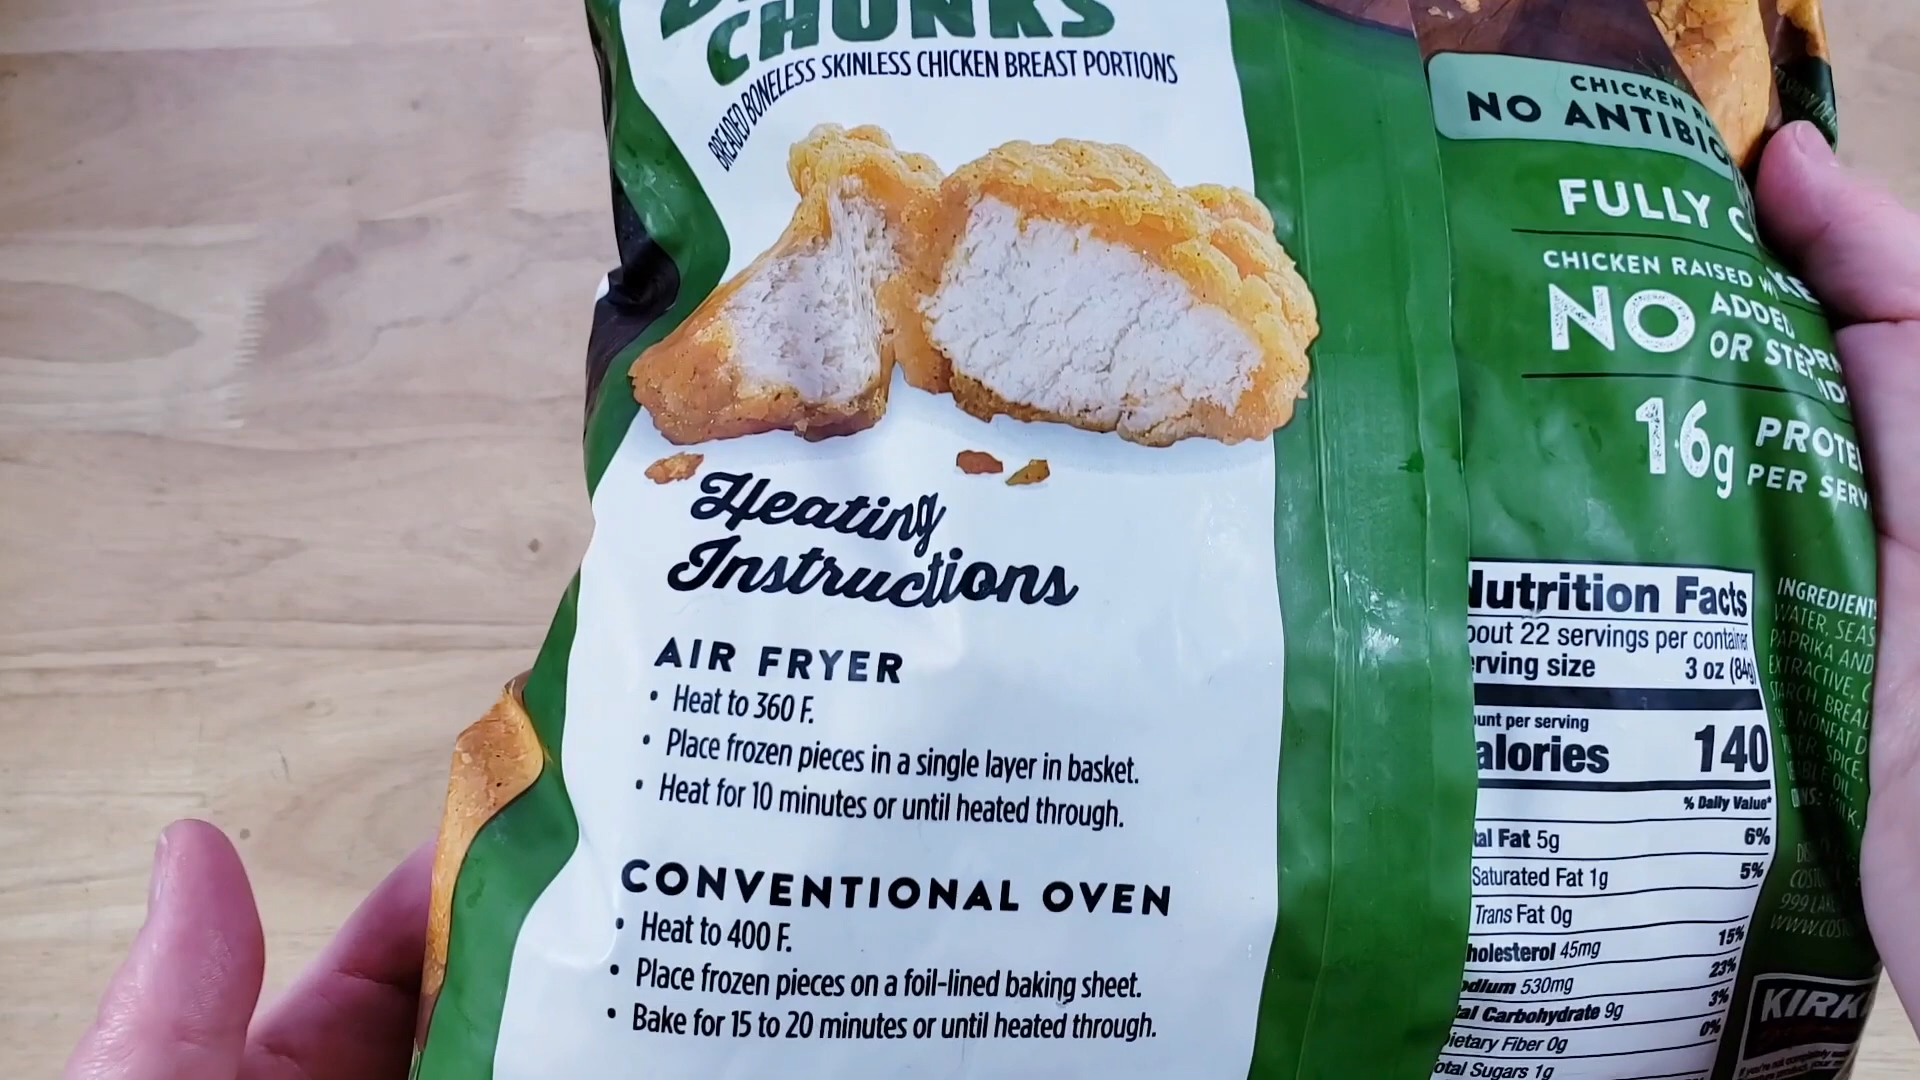 CHUNKS
BREADED BONELESS SKINLESS CHICKEN BREAST PORTIONS
Heating
Instructions
AIR FRYER
• Heat to 360 F.
• Place frozen pieces in a single layer in basket.
• Heat for 10 minutes or until heated through.
CONVENTIONAL OVEN
• Heat to 400 F.
• Place frozen pieces on a foil-lined baking sheet.
• Bake for 15 to 20 minutes or until heated through.
CHICKEN
NO ANTIBIO
FULLY C
CHICKEN RAISED
NO ADDED
OR STE
16g PROTEI
PER SERV
Nutrition Facts
bout 22 servings per container
erving size 3 oz (84g)
unt per serving
alories 140
% Daily Value*
tal Fat 5g 6%
Saturated Fat 1g 5%
Trans Fat 0g
holesterol 45mg 15%
odium 530mg 23%
tal Carbohydrate 9g 3%
ietary Fiber 0g 0%
otal Sugars 1g
INGREDIENTS
WATER, SEAS
PAPRIKA AND
EXTRACTIVE, C
STARCH, BREAD
NONFAT D
SPICE,
OIL,
MILK,
999 LAK
WWW.COS
KIRK